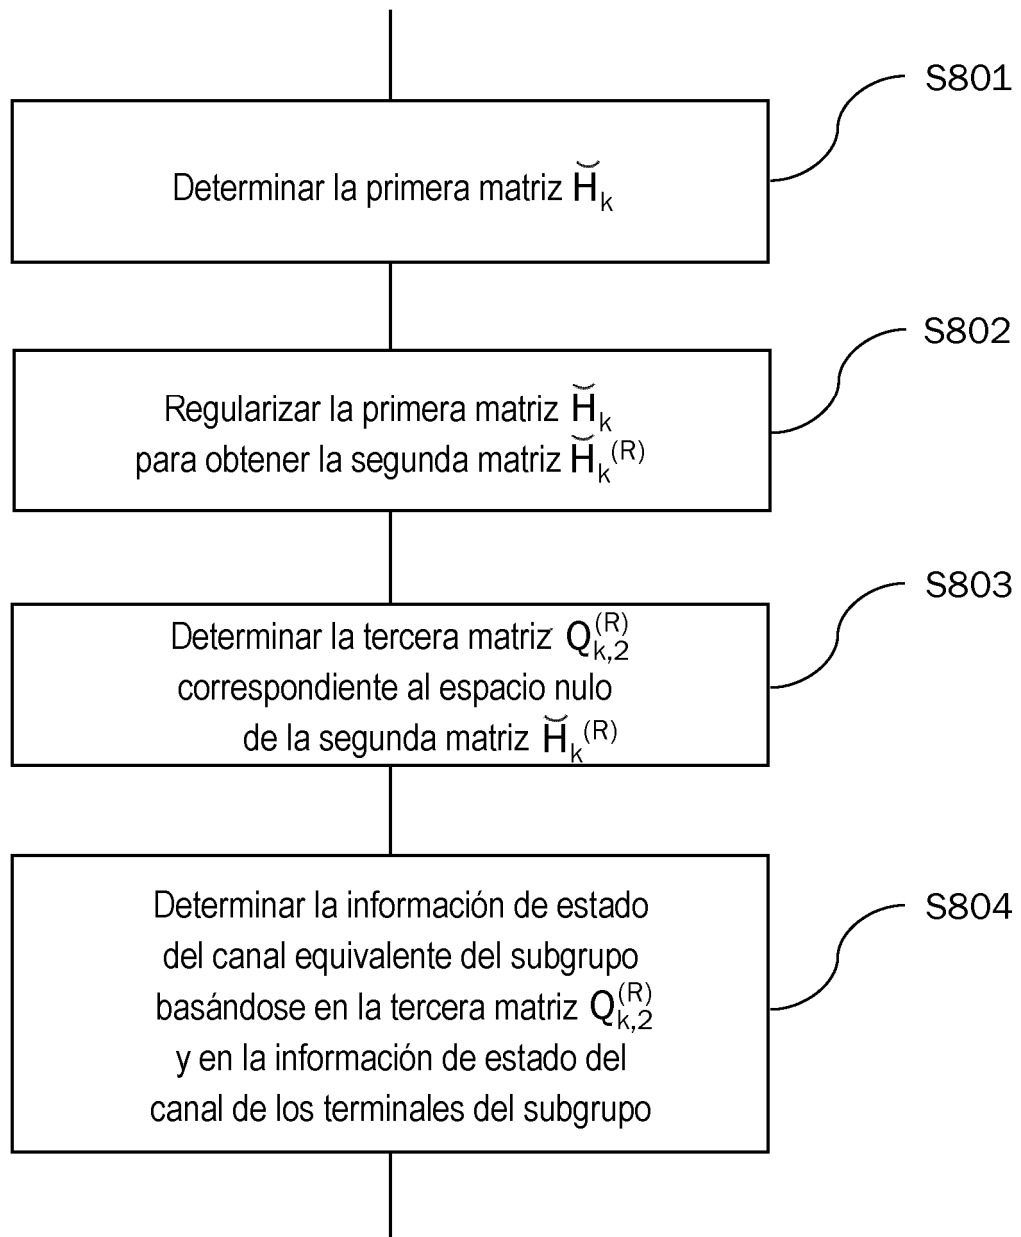 S801
Determinar la primera matriz H̆ₖ
S802
Regularizar la primera matriz H̆ₖ
para obtener la segunda matriz H̆ₖ⁽ᴿ⁾
S803
Determinar la tercera matriz Q₍k,2₎⁽ᴿ⁾
correspondiente al espacio nulo
de la segunda matriz H̆ₖ⁽ᴿ⁾
S804
Determinar la información de estado
del canal equivalente del subgrupo
basándose en la tercera matriz Q₍k,2₎⁽ᴿ⁾
y en la información de estado del
canal de los terminales del subgrupo